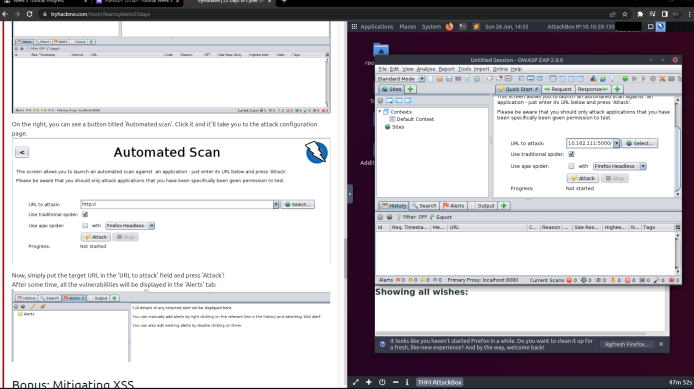 tryhackme.com/room/learncyberin25days
History Search Alerts Output
Filter: OFF Export
On the right, you can see a button titled 'Automated scan'. Click it and it'll take you to the attack configuration
page.
<
Automated Scan
This screen allows you to launch an automated scan against an application - just enter its URL below and press 'Attack'.
Please be aware that you should only attack applications that you have been specifically been given permission to test.
URL to attack: http:// Select...
Use traditional spider:
Use ajax spider: with Firefox Headless
Attack Stop
Progress: Not started
Now, simply put the target URL in the 'URL to attack' field and press 'Attack'!
After some time, all the vulnerabilities will be displayed in the 'Alerts' tab:
History Search Alerts Output
Alerts
Full details of any selected alert will be displayed here.
You can manually add alerts by right clicking on the relevant line in the history and selecting 'Add alert'.
You can also edit existing alerts by double clicking on them.
Bonus: Mitigating XSS
Applications Places System Sun 26 Jun, 14:55 AttackBox IP:10.10.59.135
Untitled Session - OWASP ZAP 2.9.0
File Edit View Analyse Report Tools Import Online Help
Standard Mode
Sites +
Quick Start Request Response +
Contexts
Default Context
Sites
This screen allows you to launch an automated scan against an
application - just enter its URL below and press 'Attack'.
Please be aware that you should only attack applications that you
have been specifically been given permission to test.
URL to attack: 10.162.111:5000/ Select...
Use traditional spider:
Use ajax spider: with Firefox Headless
Attack Stop
Progress: Not started
History Search Alerts Output +
Filter: OFF Export
Id Req. Timesta... Me... URL C... Reason ... Size Res... Highes... N... Tags
Alerts 0 0 0 0 Primary Proxy: localhost:8080 Current Scans 0 0 0 0 0 0 0
Showing all wishes:
It looks like you haven't started Firefox in a while. Do you want to clean it up for
a fresh, like-new experience? And by the way, welcome back!
Refresh Firefox...
THM AttackBox
47m 52s